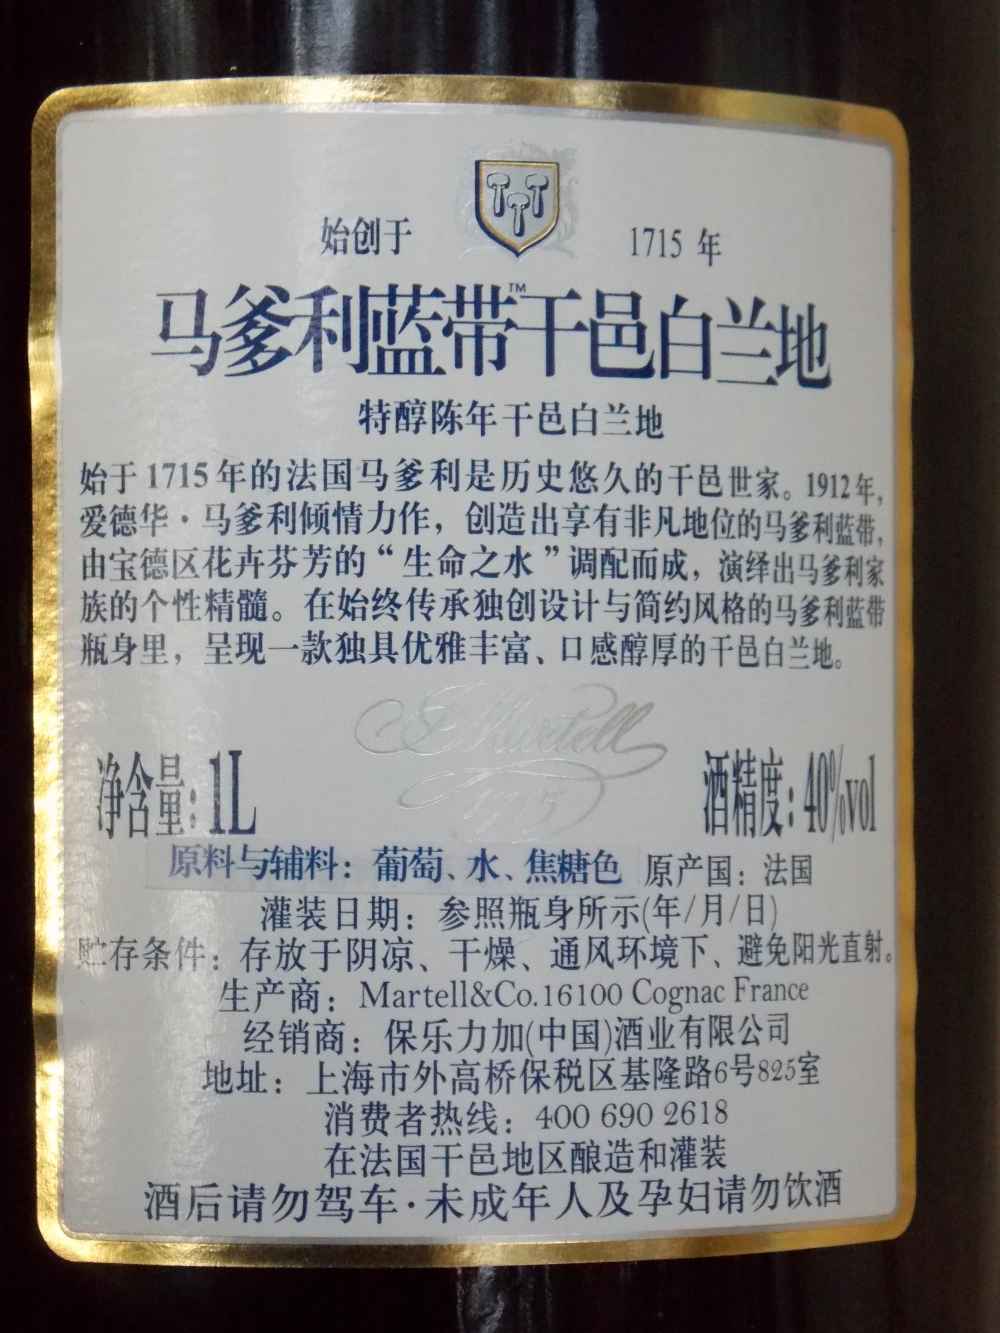 始创于 1715 年
马爹利蓝带™干邑白兰地
特醇陈年干邑白兰地
始于1715年的法国马爹利是历史悠久的干邑世家。1912年，
爱德华·马爹利倾情力作，创造出享有非凡地位的马爹利蓝带，
由宝德区花卉芬芳的“生命之水”调配而成，演绎出马爹利家
族的个性精髓。在始终传承独创设计与简约风格的马爹利蓝带
瓶身里，呈现一款独具优雅丰富、口感醇厚的干邑白兰地。
Martell
1715
净含量：1L 酒精度：40%vol
原料与辅料：葡萄、水、焦糖色 原产国：法国
灌装日期：参照瓶身所示(年/月/日)
贮存条件：存放于阴凉、干燥、通风环境下、避免阳光直射。
生产商：Martell&Co.16100 Cognac France
经销商：保乐力加(中国)酒业有限公司
地址：上海市外高桥保税区基隆路6号825室
消费者热线：400 690 2618
在法国干邑地区酿造和灌装
酒后请勿驾车·未成年人及孕妇请勿饮酒